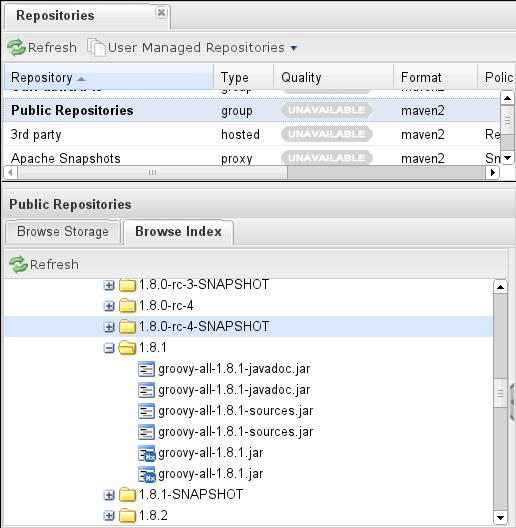 Repositories
Refresh User Managed Repositories
Repository Type Quality Format Polic
group maven2
Public Repositories group UNAVAILABLE maven2
3rd party hosted UNAVAILABLE maven2 Re
Apache Snapshots proxy UNAVAILABLE maven2 Sn
Public Repositories
Browse Storage Browse Index
Refresh
1.8.0-rc-3-SNAPSHOT
1.8.0-rc-4
1.8.0-rc-4-SNAPSHOT
1.8.1
groovy-all-1.8.1-javadoc.jar
groovy-all-1.8.1-javadoc.jar
groovy-all-1.8.1-sources.jar
groovy-all-1.8.1-sources.jar
groovy-all-1.8.1.jar
groovy-all-1.8.1.jar
1.8.1-SNAPSHOT
1.8.2